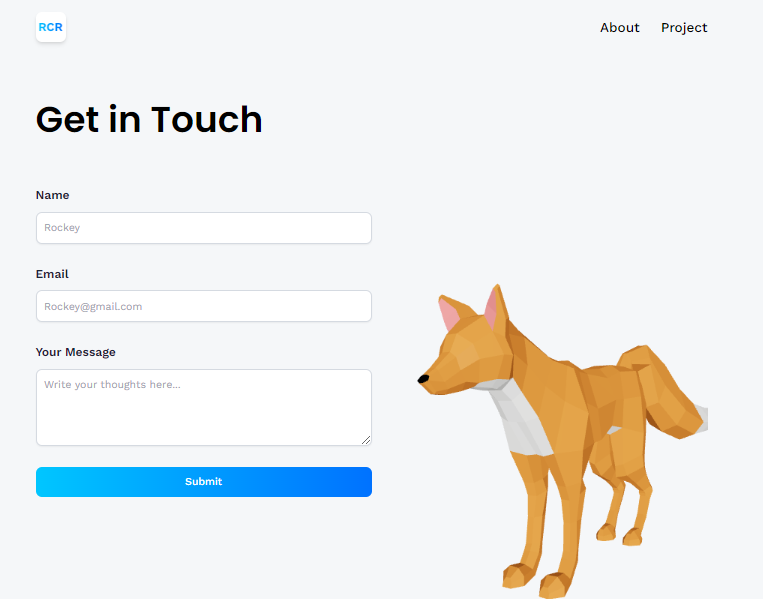 RCR
About
Project
Get in Touch
Name
Rockey
Email
Rockey@gmail.com
Your Message
Write your thoughts here...
Submit